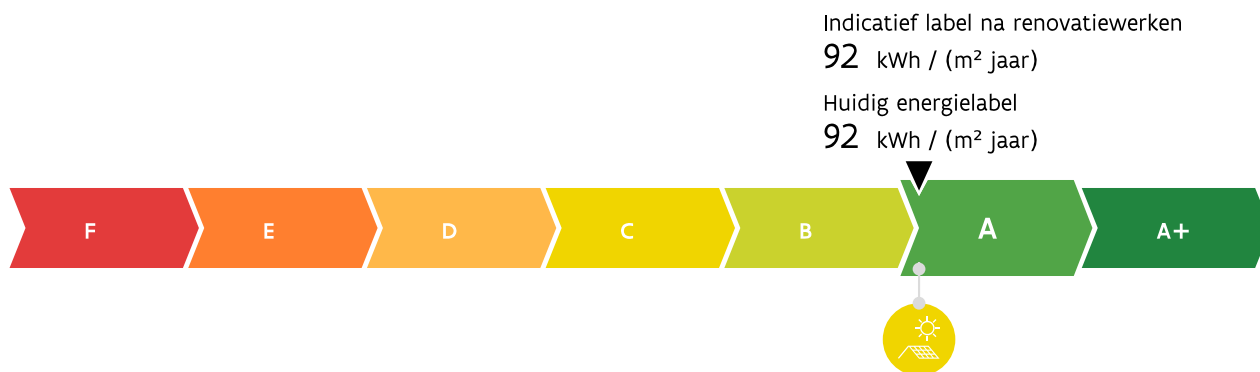 Indicatief label na renovatiewerken
92 kWh / (m² jaar)
Huidig energielabel
92 kWh / (m² jaar)
F E D C B A A+